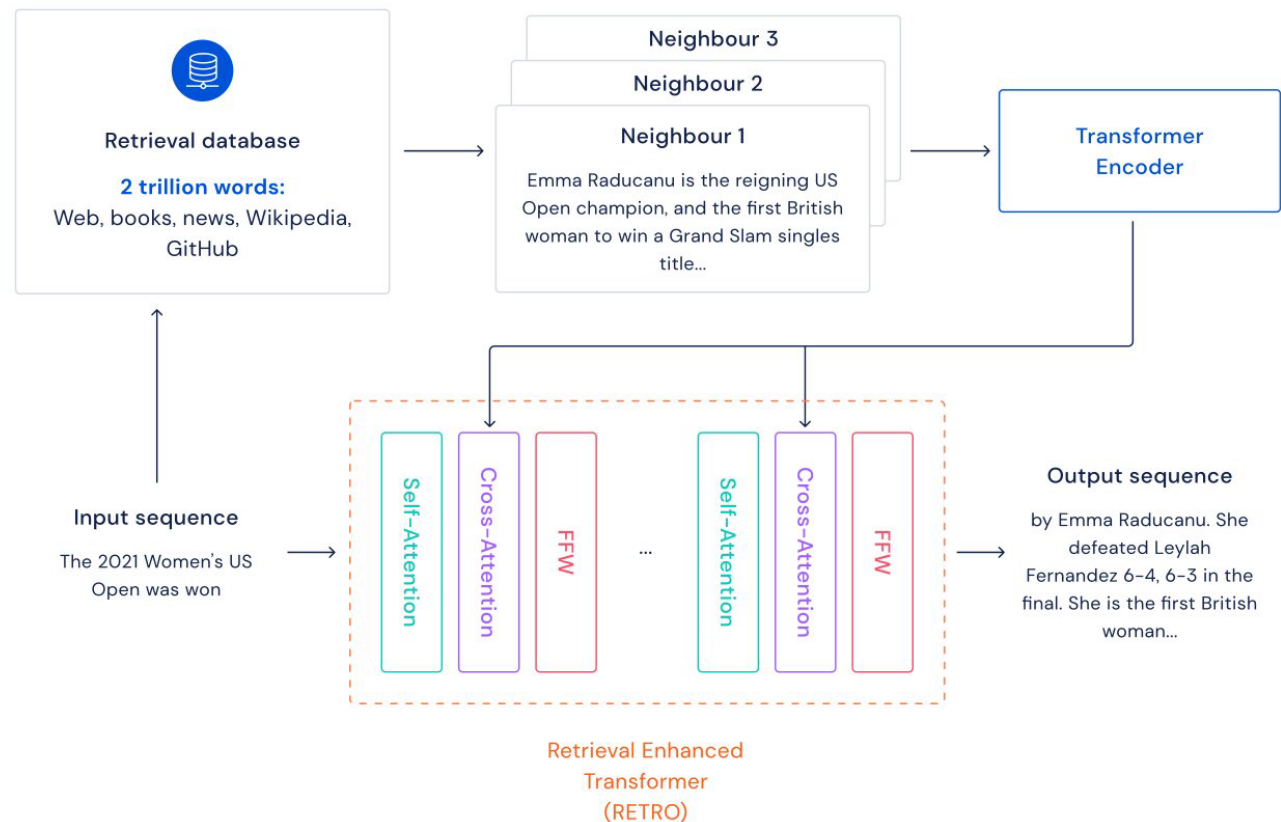 Retrieval database
2 trillion words:
Web, books, news, Wikipedia,
GitHub
Neighbour 3
Neighbour 2
Neighbour 1
Emma Raducanu is the reigning US
Open champion, and the first British
woman to win a Grand Slam singles
title...
Transformer
Encoder
Input sequence
The 2021 Women's US
Open was won
Self-Attention
Cross-Attention
FFW
...
Self-Attention
Cross-Attention
FFW
Output sequence
by Emma Raducanu. She
defeated Leylah
Fernandez 6-4, 6-3 in the
final. She is the first British
woman...
Retrieval Enhanced
Transformer
(RETRO)